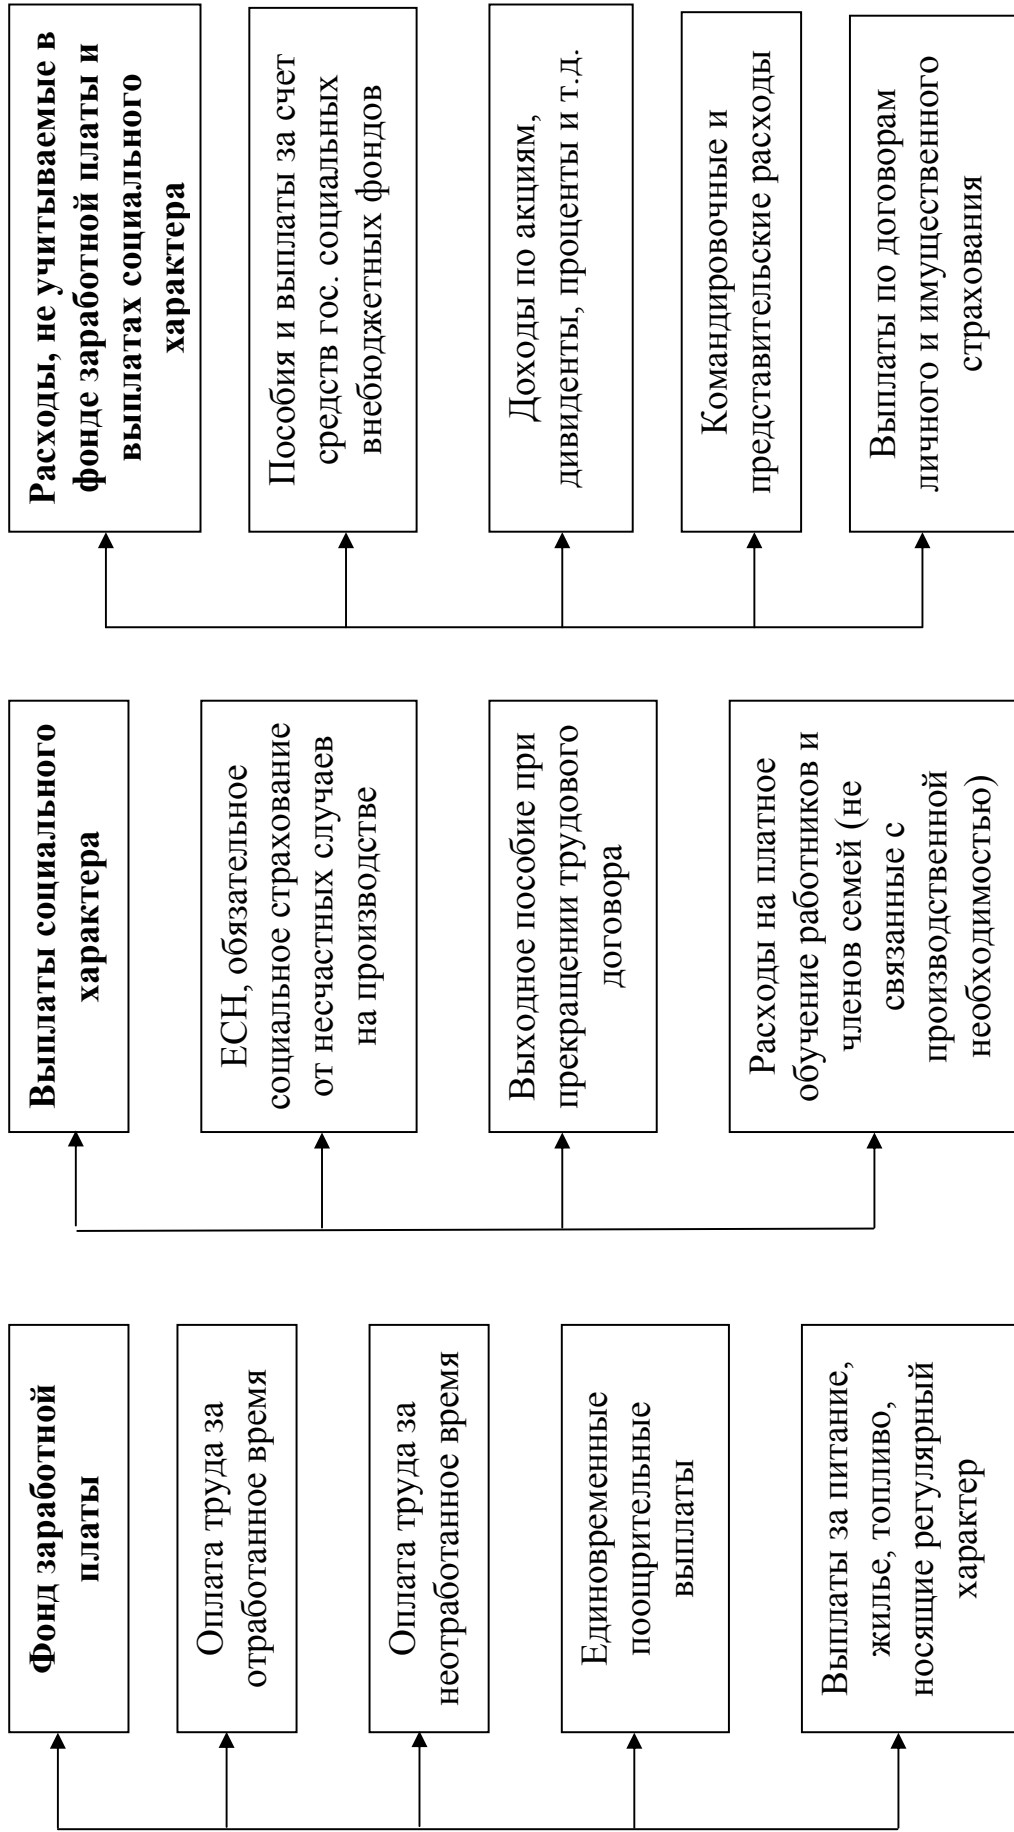 Фонд заработной
платы
Оплата труда за
отработанное время
Оплата труда за
неотработанное время
Единовременные
поощрительные
выплаты
Выплаты за питание,
жилье, топливо,
носящие регулярный
характер
Выплаты социального
характера
ЕСН, обязательное
социальное страхование
от несчастных случаев
на производстве
Выходное пособие при
прекращении трудового
договора
Расходы на платное
обучение работников и
членов семей (не
связанные с
производственной
необходимостью)
Расходы, не учитываемые в
фонде заработной платы и
выплатах социального
характера
Пособия и выплаты за счет
средств гос. социальных
внебюджетных фондов
Доходы по акциям,
дивиденты, проценты и т.д.
Командировочные и
представительские расходы
Выплаты по договорам
личного и имущественного
страхования